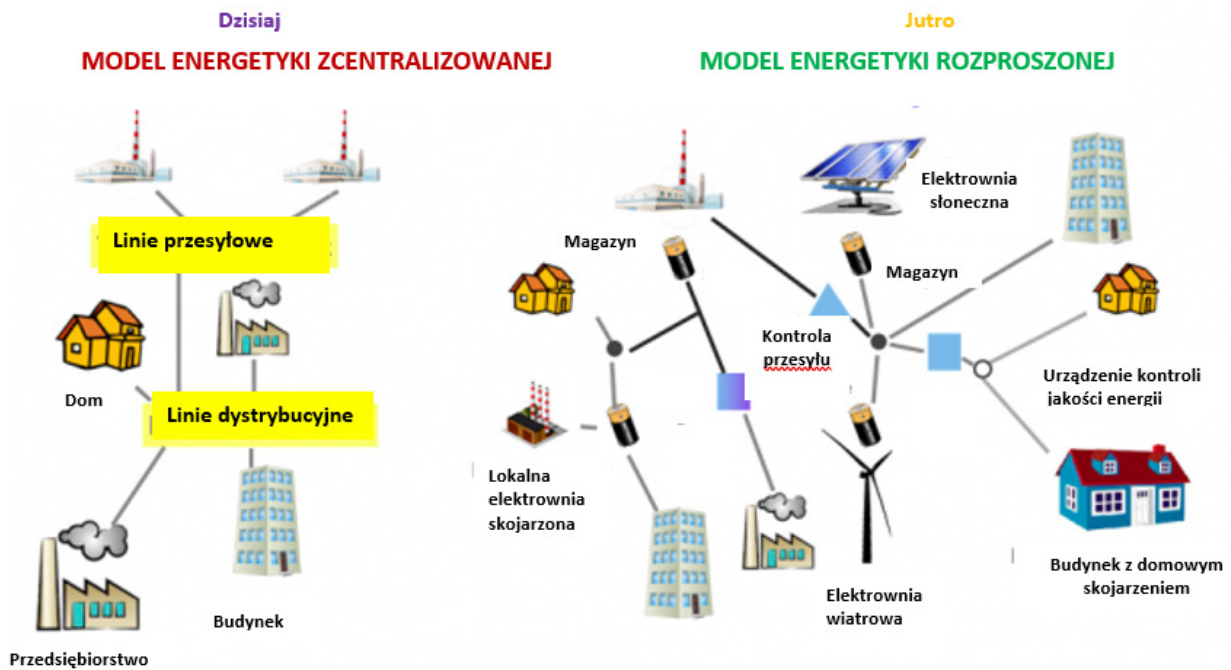 Dzisiaj
MODEL ENERGETYKI ZCENTRALIZOWANEJ
Linie przesyłowe
Dom
Linie dystrybucyjne
Budynek
Przedsiębiorstwo
Jutro
MODEL ENERGETYKI ROZPROSZONEJ
Elektrownia
słoneczna
Magazyn
Magazyn
Kontrola
przesyłu
Urządzenie kontroli
jakości energii
Lokalna
elektrownia
skojarzona
Elektrownia
wiatrowa
Budynek z domowym
skojarzeniem